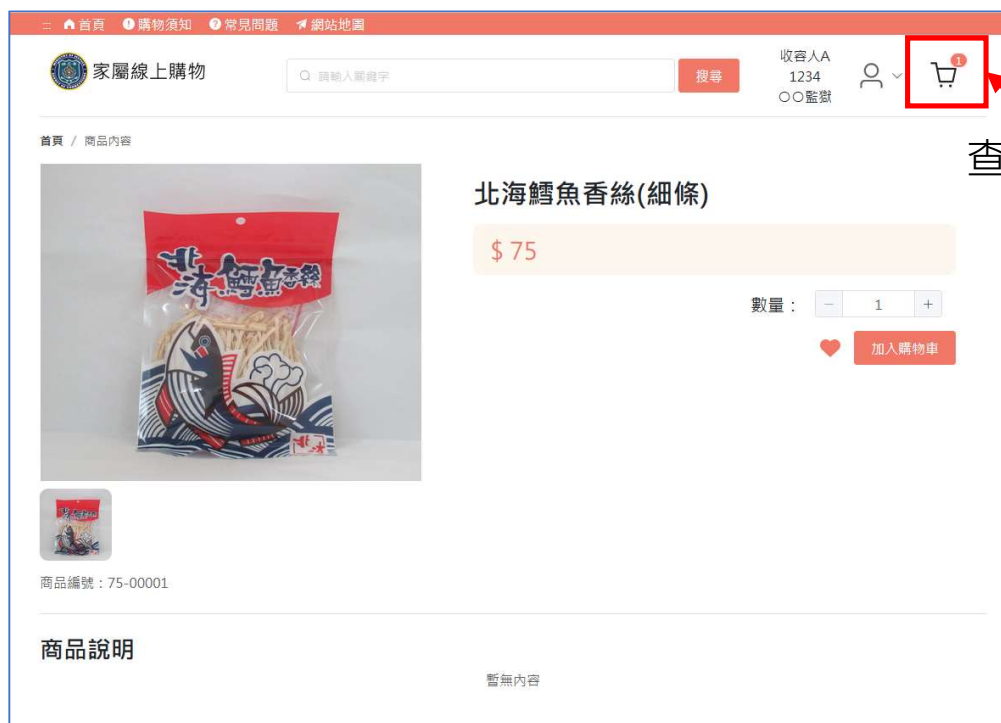 首頁 購物須知 常見問題 網站地圖
家屬線上購物
請輸入關鍵字
搜尋
收容人A
1234
○○監獄
1
查
首頁 / 商品內容
北海鱈魚香絲
北海鱈魚香絲(細條)
$ 75
數量： － 1 +
加入購物車
商品編號：75-00001
商品說明
暫無內容